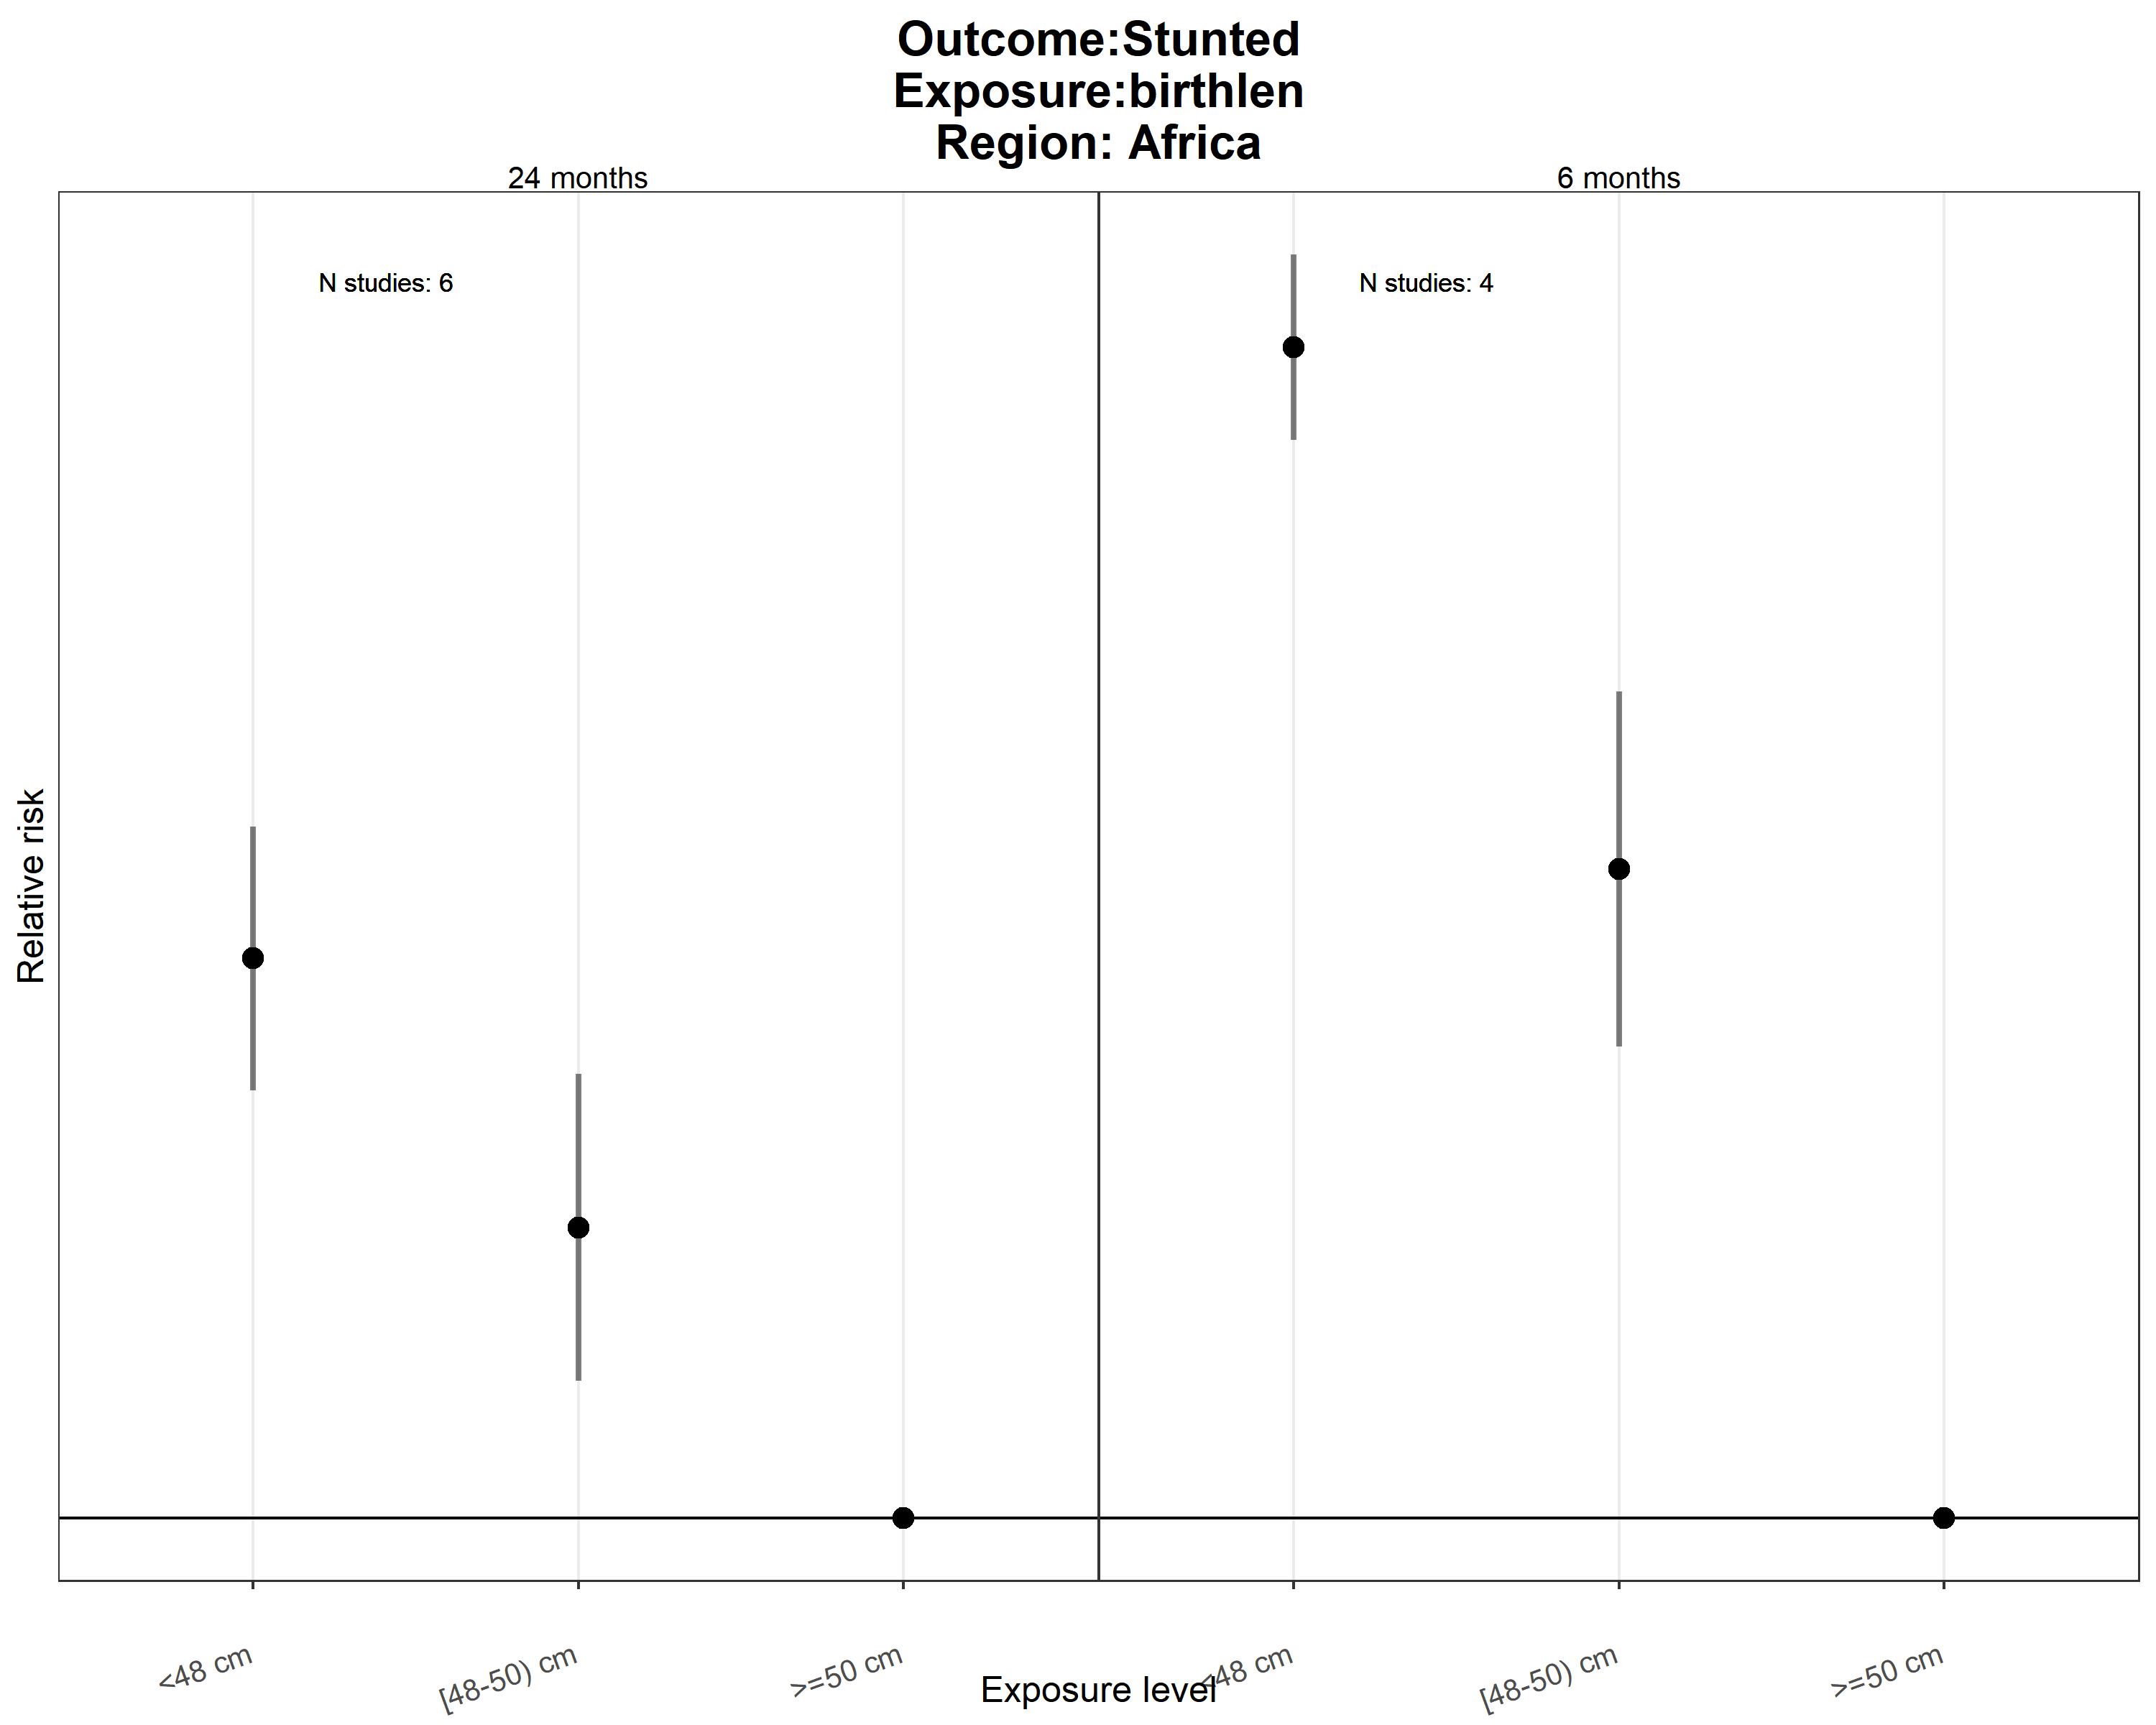 Outcome:Stunted
Exposure:birthlen
Region: Africa
24 months
6 months
N studies: 6
N studies: 4
Relative risk
<48 cm
[48-50) cm
>=50 cm
<48 cm
[48-50) cm
>=50 cm
Exposure level